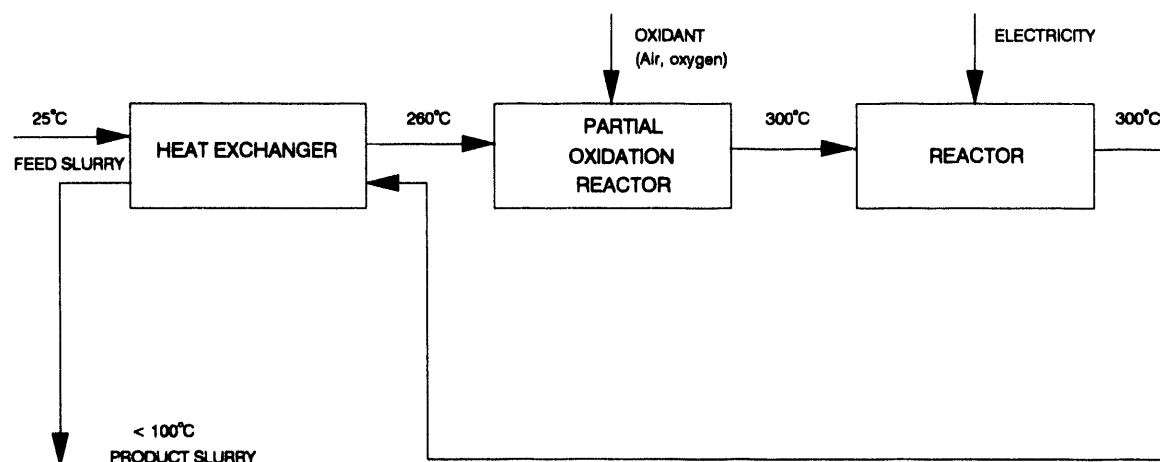 OXIDANT
(Air, oxygen)
ELECTRICITY
25°C
260°C
300°C
300°C
FEED SLURRY
HEAT EXCHANGER
PARTIAL
OXIDATION
REACTOR
REACTOR
< 100°C
PRODUCT SLURRY